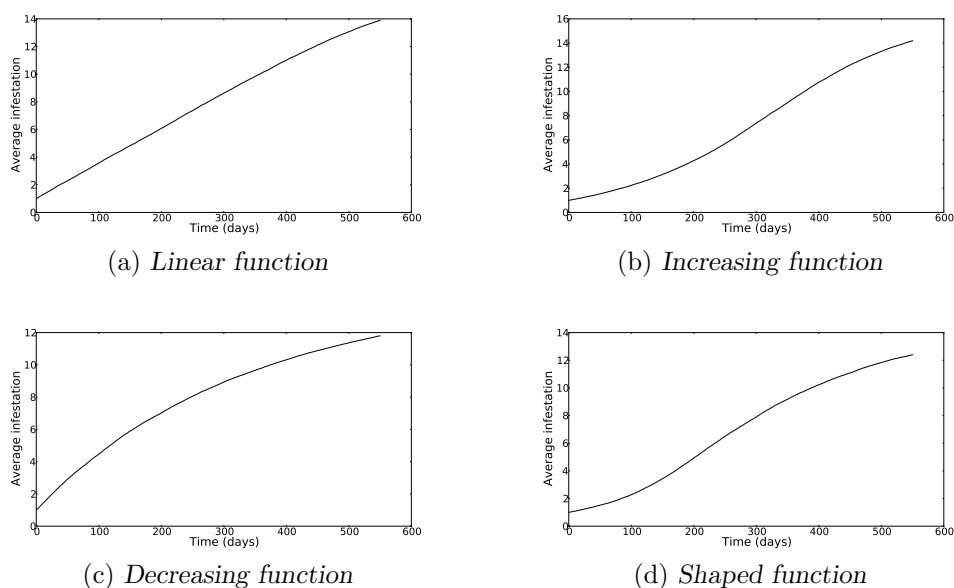 14
12
10
8
6
4
2
0
Average infestation
0 100 200 300 400 500 600
Time (days)
(a) Linear function
16
14
12
10
8
6
4
2
0
Average infestation
0 100 200 300 400 500 600
Time (days)
(b) Increasing function
12
10
8
6
4
2
0
Average infestation
0 100 200 300 400 500 600
Time (days)
(c) Decreasing function
14
12
10
8
6
4
2
0
Average infestation
0 100 200 300 400 500 600
Time (days)
(d) Shaped function